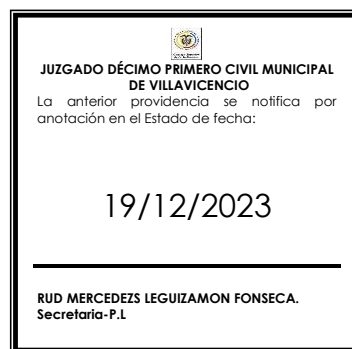 JUZGADO DÉCIMO PRIMERO CIVIL MUNICIPAL
DE VILLAVICENCIO
La anterior providencia se notifica por
anotación en el Estado de fecha:
19/12/2023
RUD MERCEDEZS LEGUIZAMON FONSECA.
Secretaria-P.L